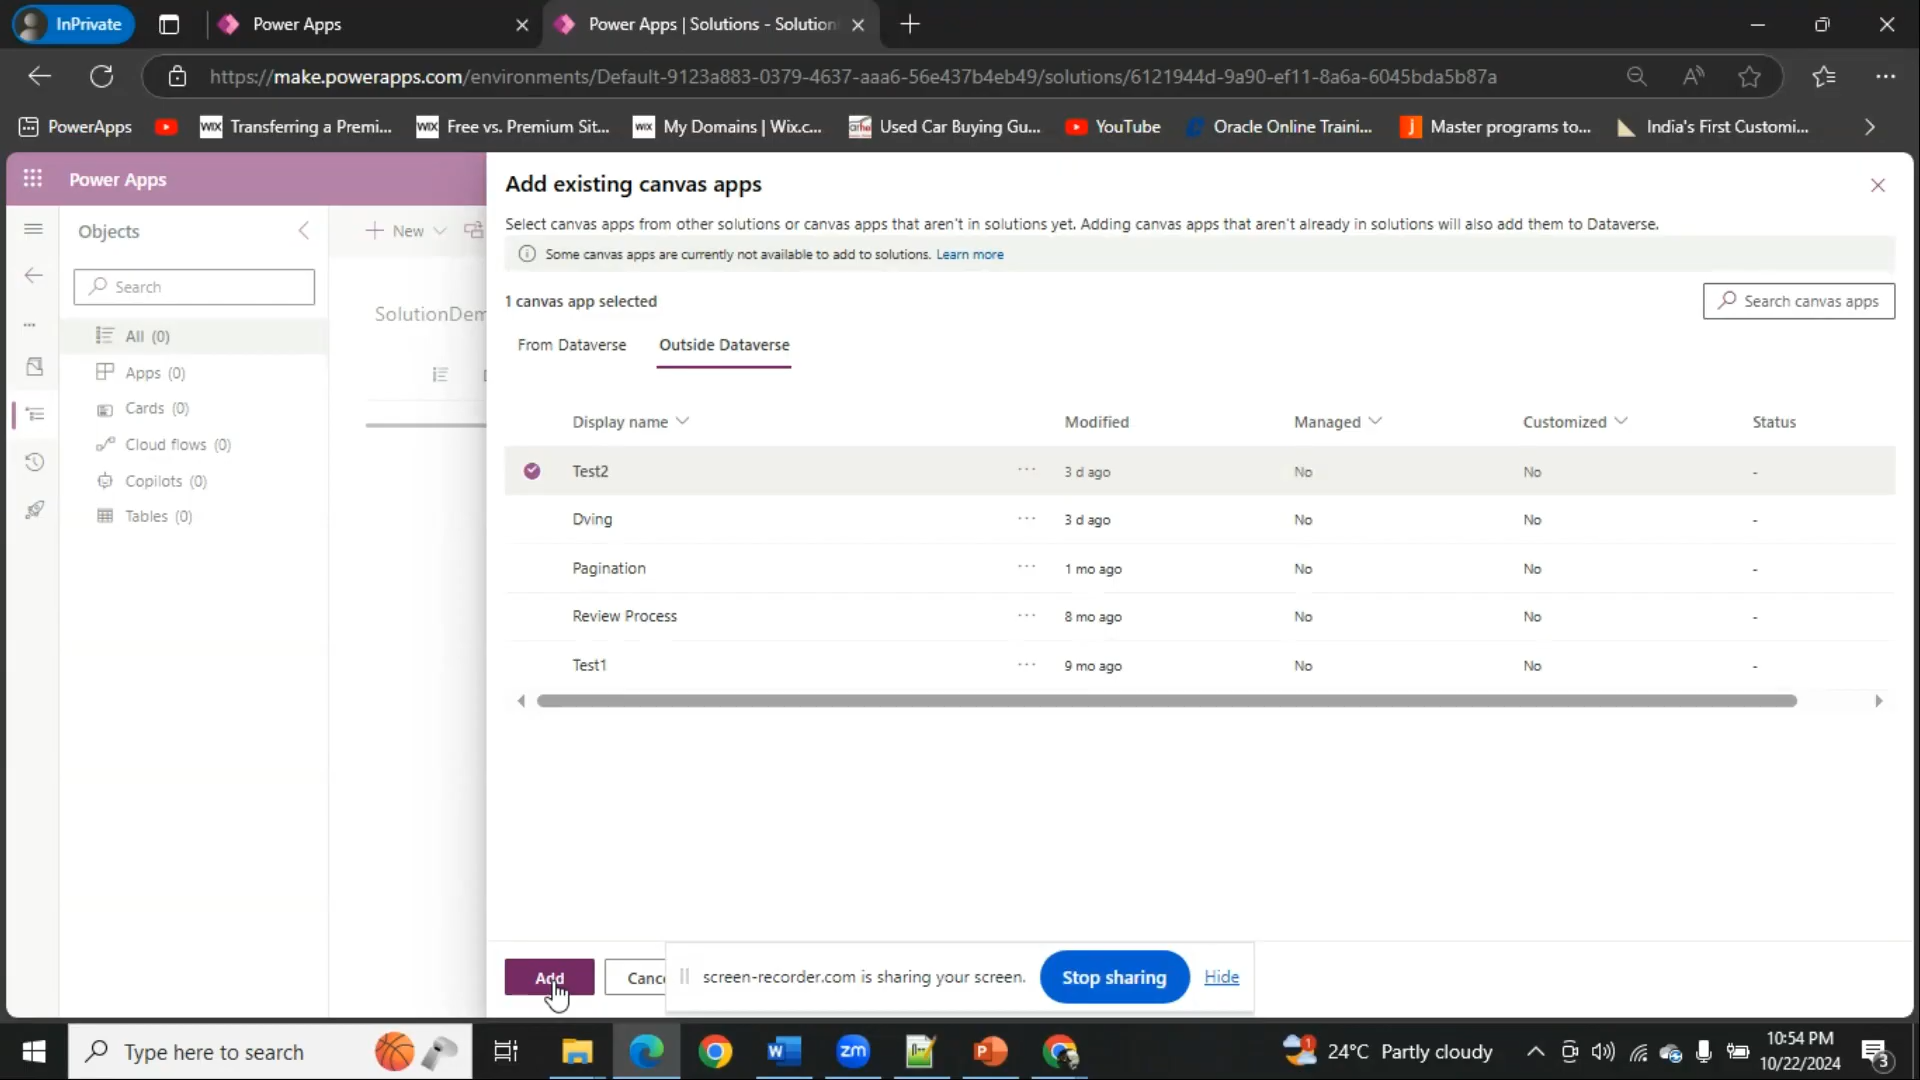 InPrivate
Power Apps
Power Apps | Solutions - Solution
https://make.powerapps.com/environments/Default-9123a883-0379-4637-aaa6-56e437b4eb49/solutions/6121944d-9a90-ef11-8a6a-6045bda5b87a
PowerApps
WIX Transferring a Premi...
WIX Free vs. Premium Sit...
WIX My Domains | Wix.c...
Used Car Buying Gu...
YouTube
Oracle Online Traini...
Master programs to...
India's First Customi...
Power Apps
Objects
Search
All (0)
Apps (0)
Cards (0)
Cloud flows (0)
Copilots (0)
Tables (0)
New
SolutionDem
Add existing canvas apps
Select canvas apps from other solutions or canvas apps that aren't in solutions yet. Adding canvas apps that aren't already in solutions will also add them to Dataverse.
Some canvas apps are currently not available to add to solutions. Learn more
1 canvas app selected
Search canvas apps
From Dataverse Outside Dataverse
Display name Modified Managed Customized Status
Test2 ... 3 d ago No No -
Dving ... 3 d ago No No -
Pagination ... 1 mo ago No No -
Review Process ... 8 mo ago No No -
Test1 ... 9 mo ago No No -
Add
Cance
screen-recorder.com is sharing your screen.
Stop sharing
Hide
Type here to search
24°C Partly cloudy
10:54 PM
10/22/2024
3